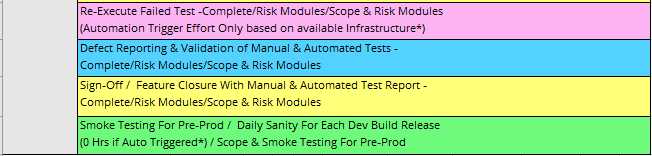 Re-Execute Failed Test -Complete/Risk Modules/Scope & Risk Modules
(Automation Trigger Effort Only based on available Infrastructure*)
Defect Reporting & Validation of Manual & Automated Tests -
Complete/Risk Modules/Scope & Risk Modules
Sign-Off / Feature Closure With Manual & Automated Test Report -
Complete/Risk Modules/Scope & Risk Modules
Smoke Testing For Pre-Prod / Daily Sanity For Each Dev Build Release
(0 Hrs if Auto Triggered*) / Scope & Smoke Testing For Pre-Prod